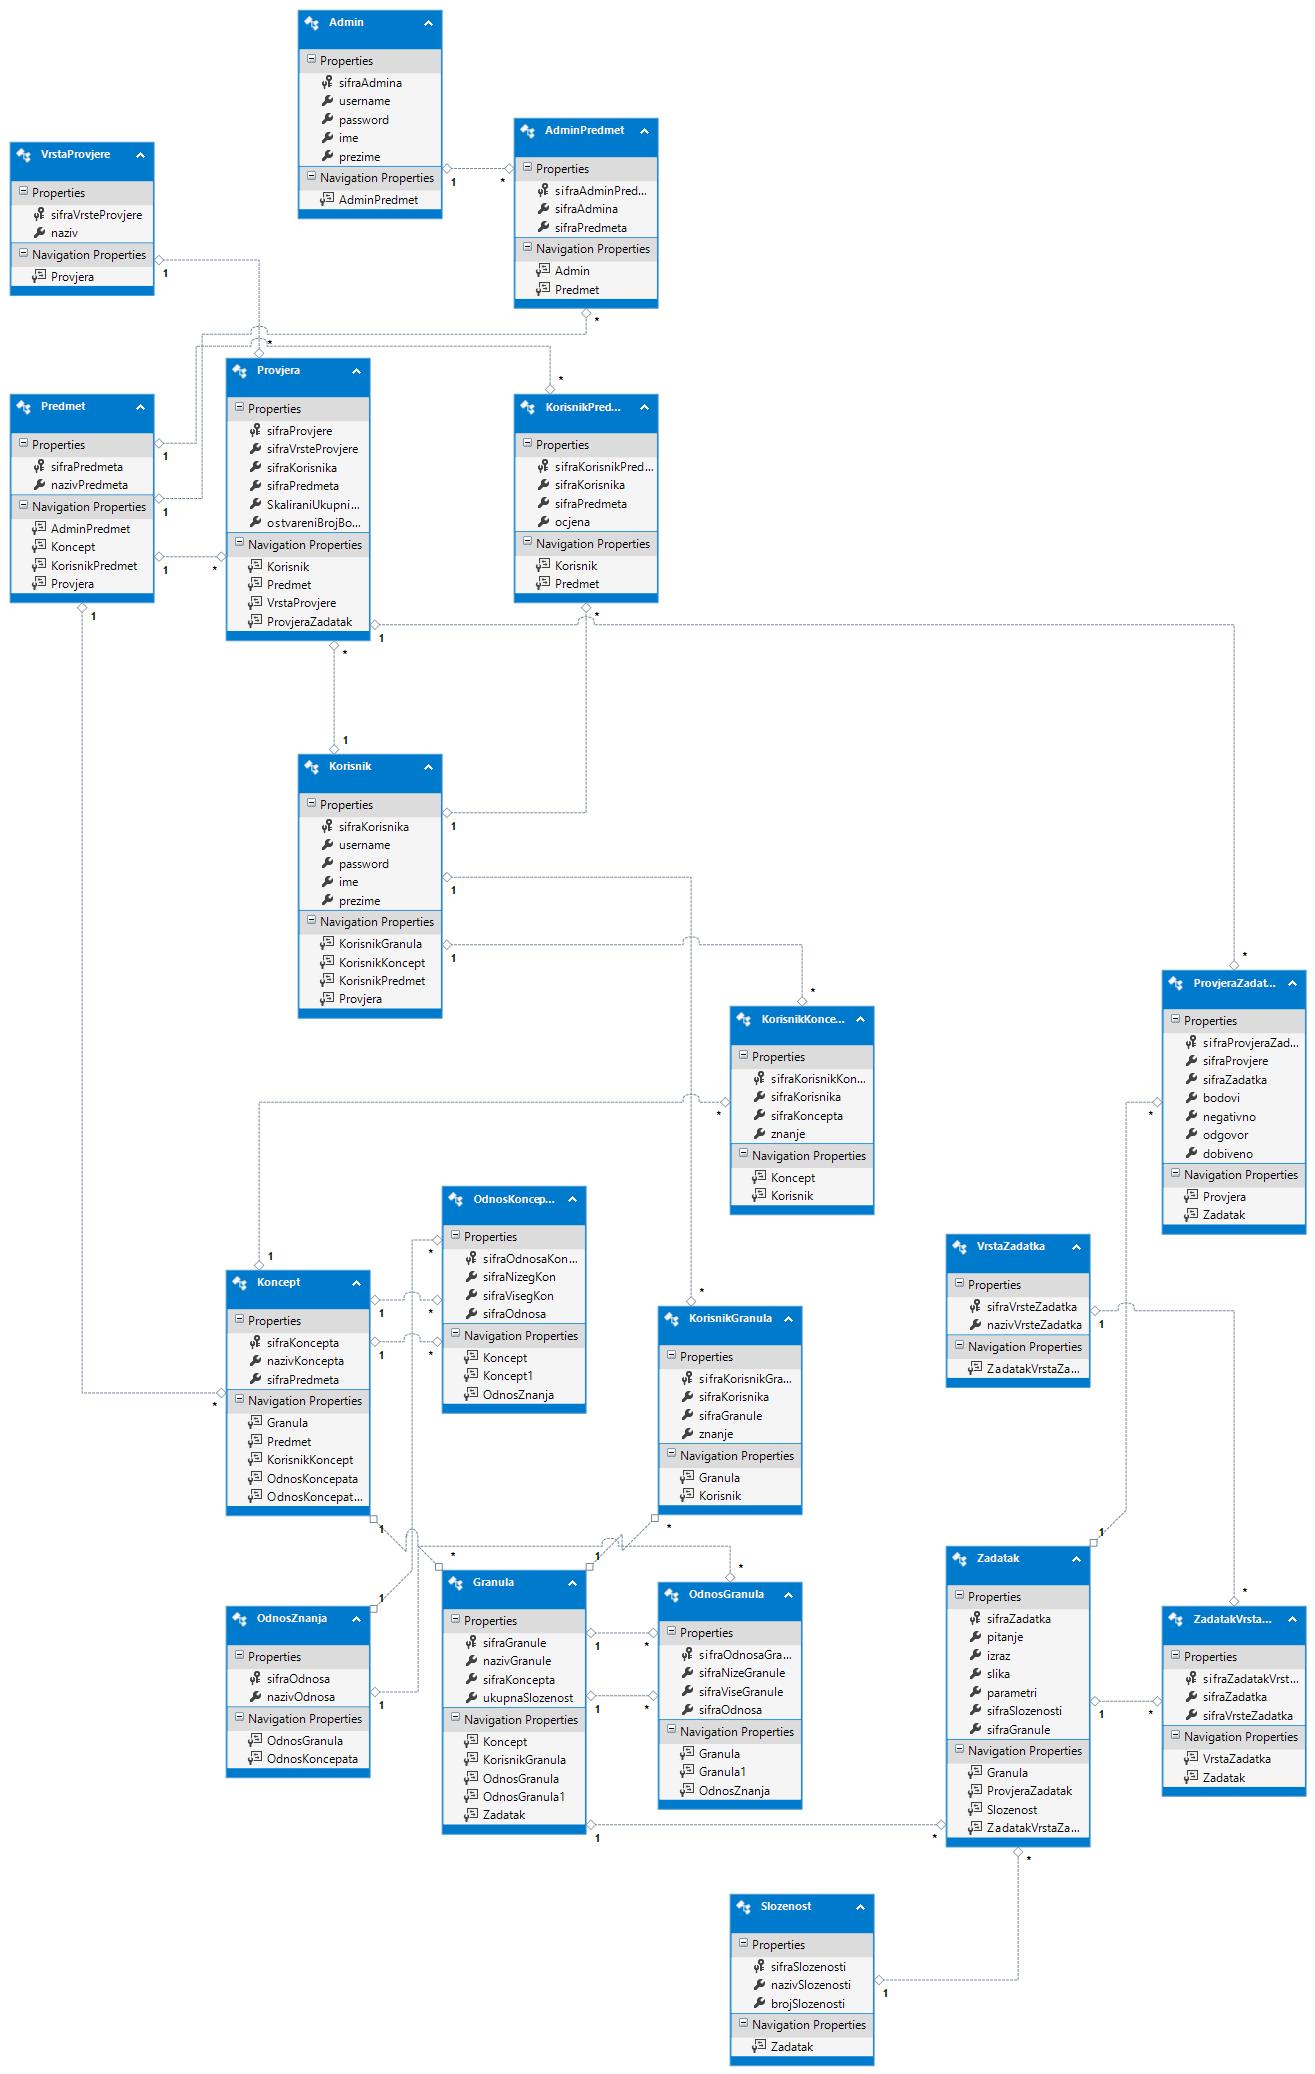 Admin
Properties
sifraAdmina
username
password
ime
prezime
Navigation Properties
AdminPredmet
1
*
AdminPredmet
Properties
sifraAdminPred...
sifraAdmina
sifraPredmeta
Navigation Properties
Admin
Predmet
*
VrstaProvjere
Properties
sifraVrsteProvjere
naziv
Navigation Properties
Provjera
1
*
Predmet
Properties
sifraPredmeta
nazivPredmeta
Navigation Properties
AdminPredmet
Koncept
KorisnikPredmet
Provjera
1
1
1
*
1
Provjera
Properties
sifraProvjere
sifraVrsteProvjere
sifraKorisnika
sifraPredmeta
SkaliraniUkupni...
ostvareniBrojBo...
Navigation Properties
Korisnik
Predmet
VrstaProvjere
ProvjeraZadatak
1
*
*
KorisnikPred...
Properties
sifraKorisnikPred...
sifraKorisnika
sifraPredmeta
ocjena
Navigation Properties
Korisnik
Predmet
*
1
Korisnik
Properties
sifraKorisnika
username
password
ime
prezime
Navigation Properties
KorisnikGranula
KorisnikKoncept
KorisnikPredmet
Provjera
1
1
1
*
KorisnikKonce...
Properties
sifraKorisnikKon...
sifraKorisnika
sifraKoncepta
znanje
Navigation Properties
Koncept
Korisnik
*
*
ProvjeraZadat...
Properties
sifraProvjeraZad...
sifraProvjere
sifraZadatka
bodovi
negativno
odgovor
dobiveno
Navigation Properties
Provjera
Zadatak
*
OdnosKoncep...
Properties
sifraOdnosaKon...
sifraNizegKon
sifraVisegKon
sifraOdnosa
Navigation Properties
Koncept
Koncept1
OdnosZnanja
*
*
*
1
Koncept
Properties
sifraKoncepta
nazivKoncepta
sifraPredmeta
Navigation Properties
Granula
Predmet
KorisnikKoncept
OdnosKoncepata
OdnosKoncepat...
1
1
*
1
*
KorisnikGranula
Properties
sifraKorisnikGra...
sifraKorisnika
sifraGranule
znanje
Navigation Properties
Granula
Korisnik
*
VrstaZadatka
Properties
sifraVrsteZadatka
nazivVrsteZadatka
Navigation Properties
ZadatakVrstaZa...
1
*
OdnosZnanja
Properties
sifraOdnosa
nazivOdnosa
Navigation Properties
OdnosGranula
OdnosKoncepata
1
1
*
1
Granula
Properties
sifraGranule
nazivGranule
sifraKoncepta
ukupnaSlozenost
Navigation Properties
Koncept
KorisnikGranula
OdnosGranula
OdnosGranula1
Zadatak
1
*
1
*
1
*
*
OdnosGranula
Properties
sifraOdnosaGra...
sifraNizeGranule
sifraViseGranule
sifraOdnosa
Navigation Properties
Granula
Granula1
OdnosZnanja
1
Zadatak
Properties
sifraZadatka
pitanje
izraz
slika
parametri
sifraSlozenosti
sifraGranule
Navigation Properties
Granula
ProvjeraZadatak
Slozenost
ZadatakVrstaZa...
1
*
*
ZadatakVrsta...
Properties
sifraZadatakVrst...
sifraZadatka
sifraVrsteZadatka
Navigation Properties
VrstaZadatka
Zadatak
Slozenost
Properties
sifraSlozenosti
nazivSlozenosti
brojSlozenosti
Navigation Properties
Zadatak
1